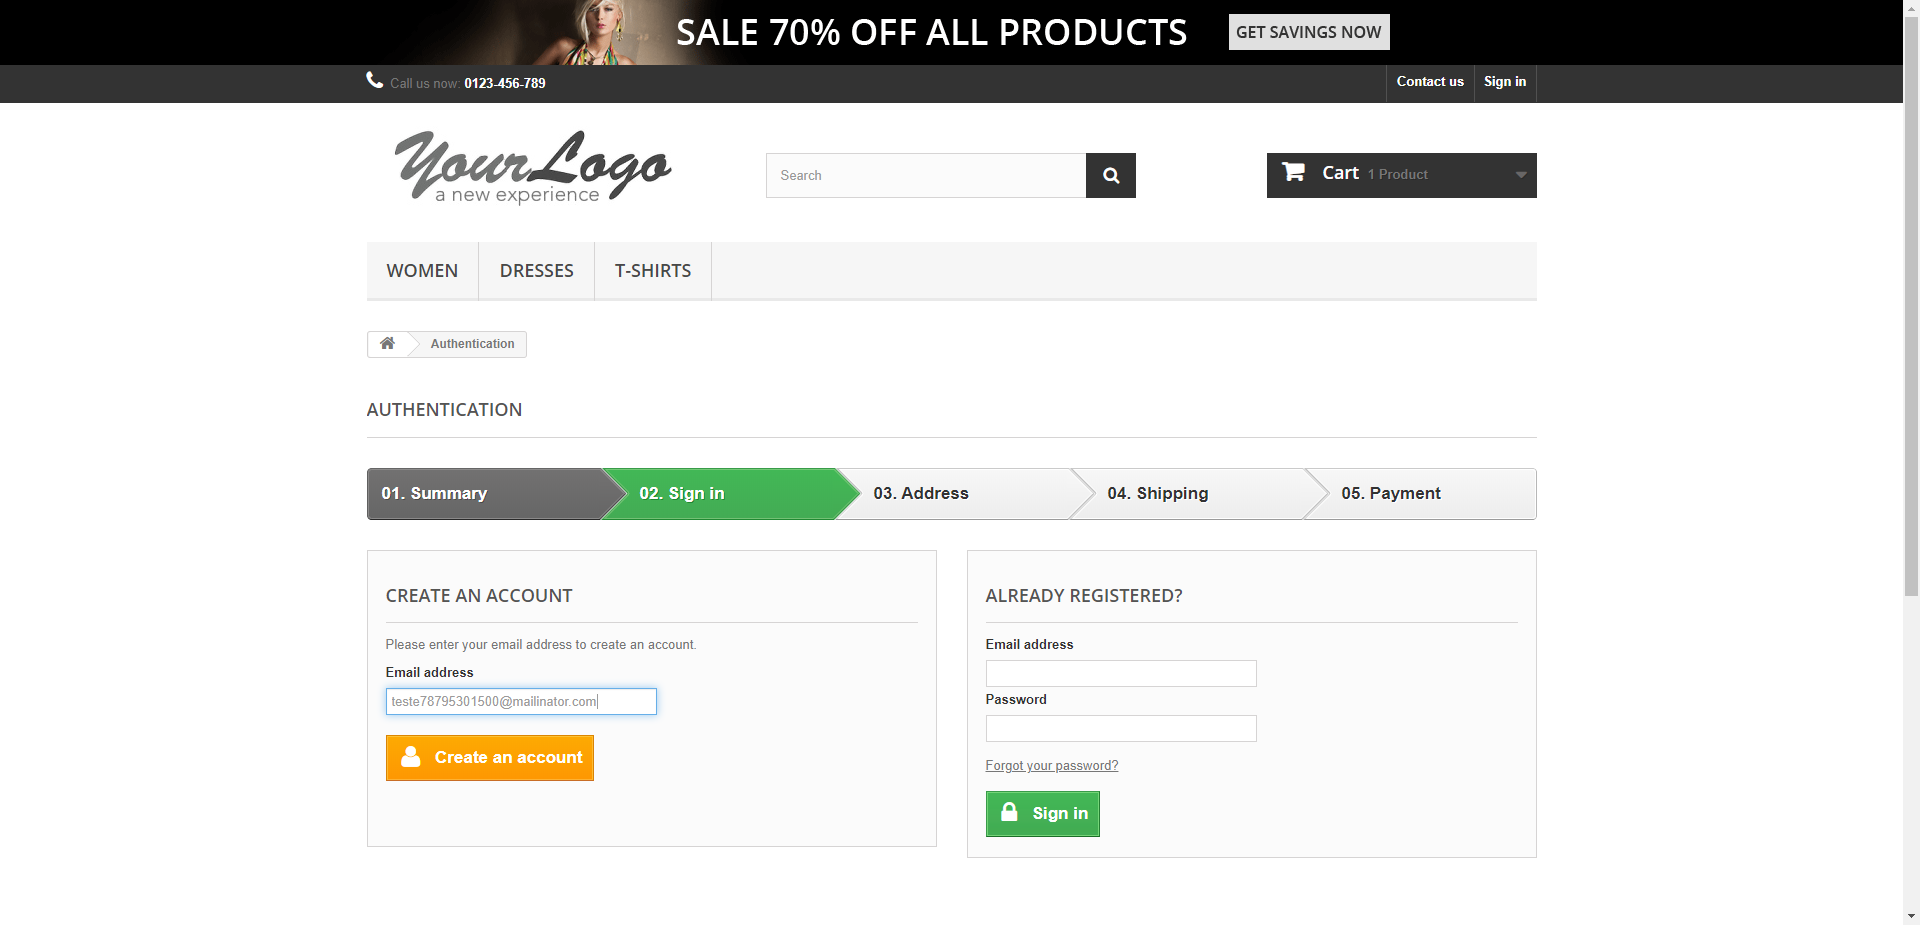 SALE 70% OFF ALL PRODUCTS GET SAVINGS NOW
Call us now: 0123-456-789 Contact us Sign in
YourLogo
a new experience
Search Cart 1 Product
WOMEN DRESSES T-SHIRTS
Authentication
AUTHENTICATION
01. Summary 02. Sign in 03. Address 04. Shipping 05. Payment
CREATE AN ACCOUNT
Please enter your email address to create an account.
Email address
teste78795301500@mailinator.com
Create an account
ALREADY REGISTERED?
Email address
Password
Forgot your password?
Sign in